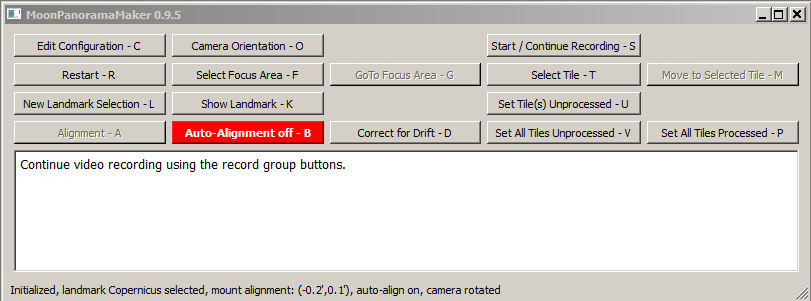 MoonPanoramaMaker 0.9.5
Edit Configuration - C
Camera Orientation - O
Start / Continue Recording - S
Restart - R
Select Focus Area - F
GoTo Focus Area - G
Select Tile - T
Move to Selected Tile - M
New Landmark Selection - L
Show Landmark - K
Set Tile(s) Unprocessed - U
Alignment - A
Auto-Alignment off - B
Correct for Drift - D
Set All Tiles Unprocessed - V
Set All Tiles Processed - P
Continue video recording using the record group buttons.
Initialized, landmark Copernicus selected, mount alignment: (-0.2',0.1'), auto-align on, camera rotated